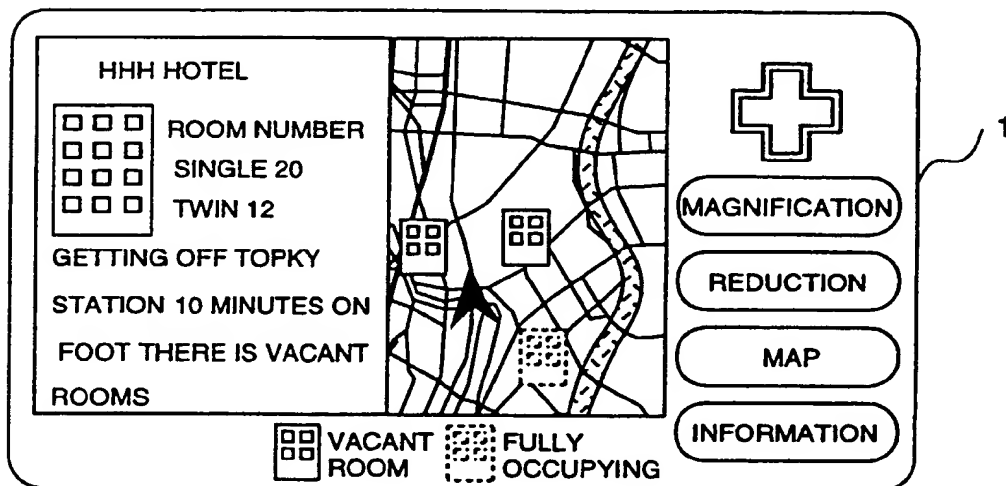 HHH HOTEL
ROOM NUMBER
SINGLE 20
TWIN 12
GETTING OFF TOPKY
STATION 10 MINUTES ON
FOOT THERE IS VACANT
ROOMS
MAGNIFICATION
REDUCTION
MAP
INFORMATION
VACANT
ROOM
FULLY
OCCUPYING
1